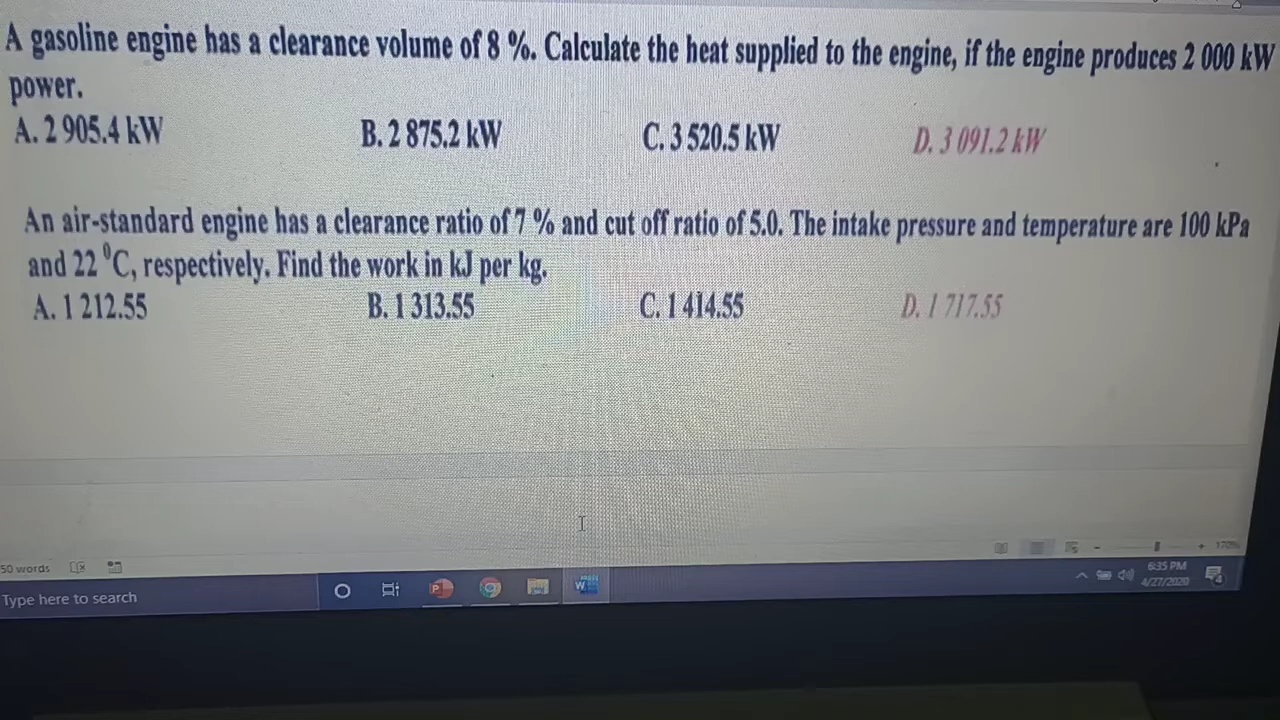 A gasoline engine has a clearance volume of 8 %. Calculate the heat supplied to the engine, if the engine produces 2 000 kW
power.
A. 2 905.4 kW B. 2 875.2 kW C. 3 520.5 kW D. 3 091.2 kW
An air-standard engine has a clearance ratio of 7 % and cut off ratio of 5.0. The intake pressure and temperature are 100 kPa
and 22 ⁰C, respectively. Find the work in kJ per kg.
A. 1 212.55 B. 1 313.55 C. 1 414.55 D. 1 717.55
50 words
170%
Type here to search
6:35 PM
4/27/2020